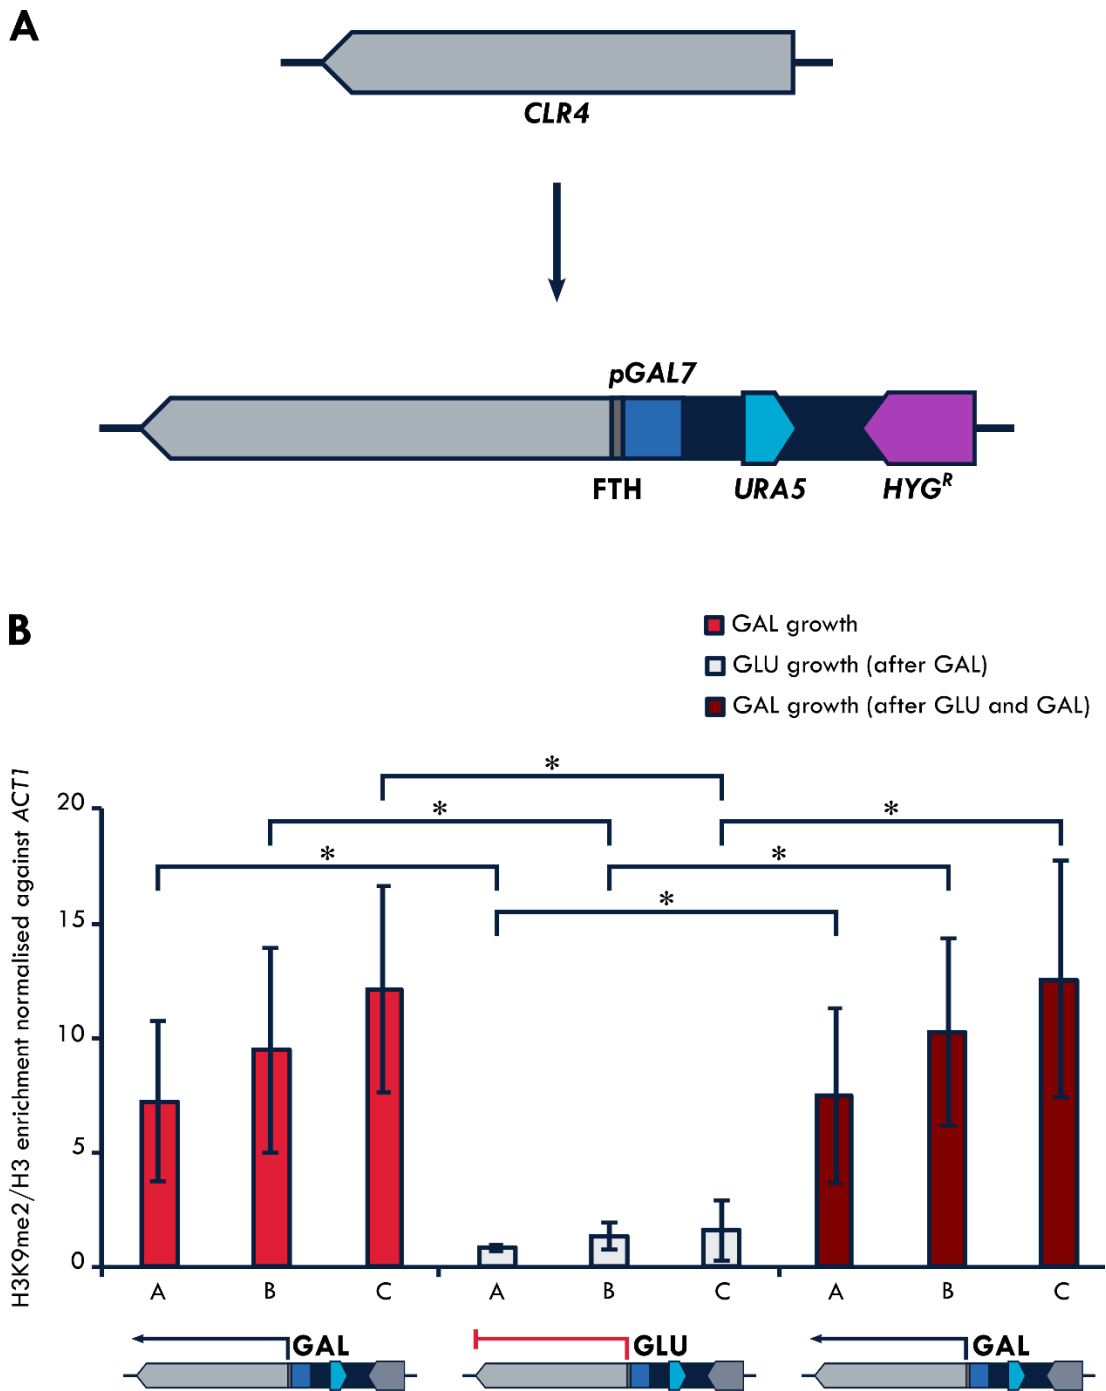 A
CLR4
pGAL7
FTH
URA5
HYG^R
B
GAL growth
GLU growth (after GAL)
GAL growth (after GLU and GAL)
H3K9me2/H3 enrichment normalised against ACT1
20
15
10
5
0
*
*
*
*
*
*
A B C A B C A B C
GAL GLU GAL